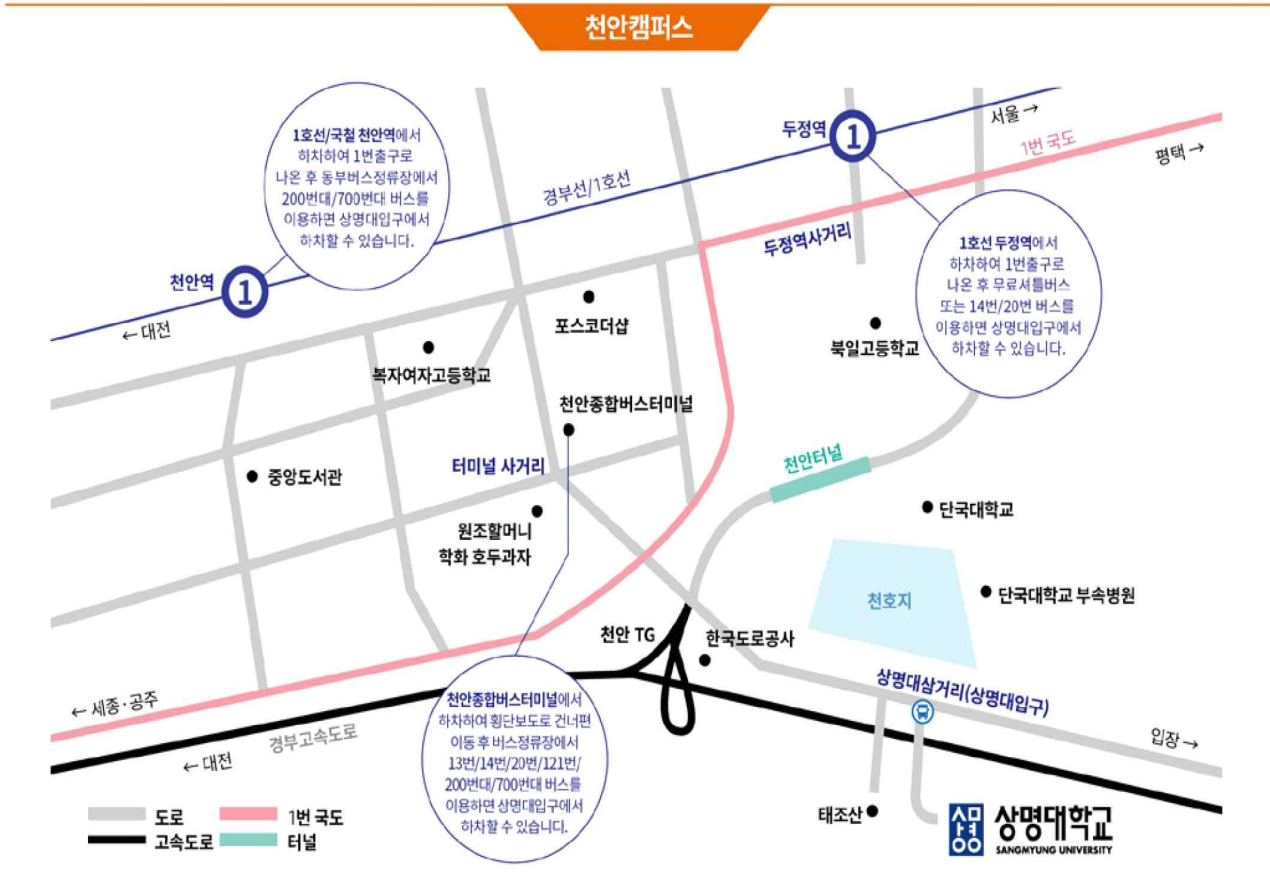 천안캠퍼스
1호선/국철 천안역에서
하차하여 1번출구로
나온 후 동부버스정류장에서
200번대/700번대 버스를
이용하면 상명대입구에서
하차할 수 있습니다.
두정역
1
서울 →
1번 국도
평택 →
경부선/1호선
두정역사거리
1호선 두정역에서
하차하여 1번출구로
나온 후 무료셔틀버스
또는 14번/20번 버스를
이용하면 상명대입구에서
하차할 수 있습니다.
천안역
1
← 대전
포스코더샵
북일고등학교
복자여자고등학교
천안종합버스터미널
터미널 사거리
천안터널
중앙도서관
원조할머니
학화 호두과자
단국대학교
천호지
단국대학교 부속병원
천안 TG
한국도로공사
상명대삼거리(상명대입구)
← 세종·공주
경부고속도로
← 대전
천안종합버스터미널에서
하차하여 횡단보도로 건너편
이동 후 버스정류장에서
13번/14번/20번/121번/
200번대/700번대 버스를
이용하면 상명대입구에서
하차할 수 있습니다.
입장 →
태조산
도로
1번 국도
고속도로
터널
상명
상명대학교
SANGMYUNG UNIVERSITY